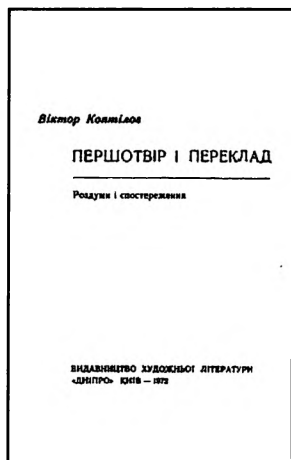 Віктор Коптілов
ПЕРШОТВІР І ПЕРЕКЛАД
Роздуми і спостереження
ВИДАВНИЦТВО ХУДОЖНЬОЇ ЛІТЕРАТУРИ
«ДНІПРО» КИЇВ — 1972